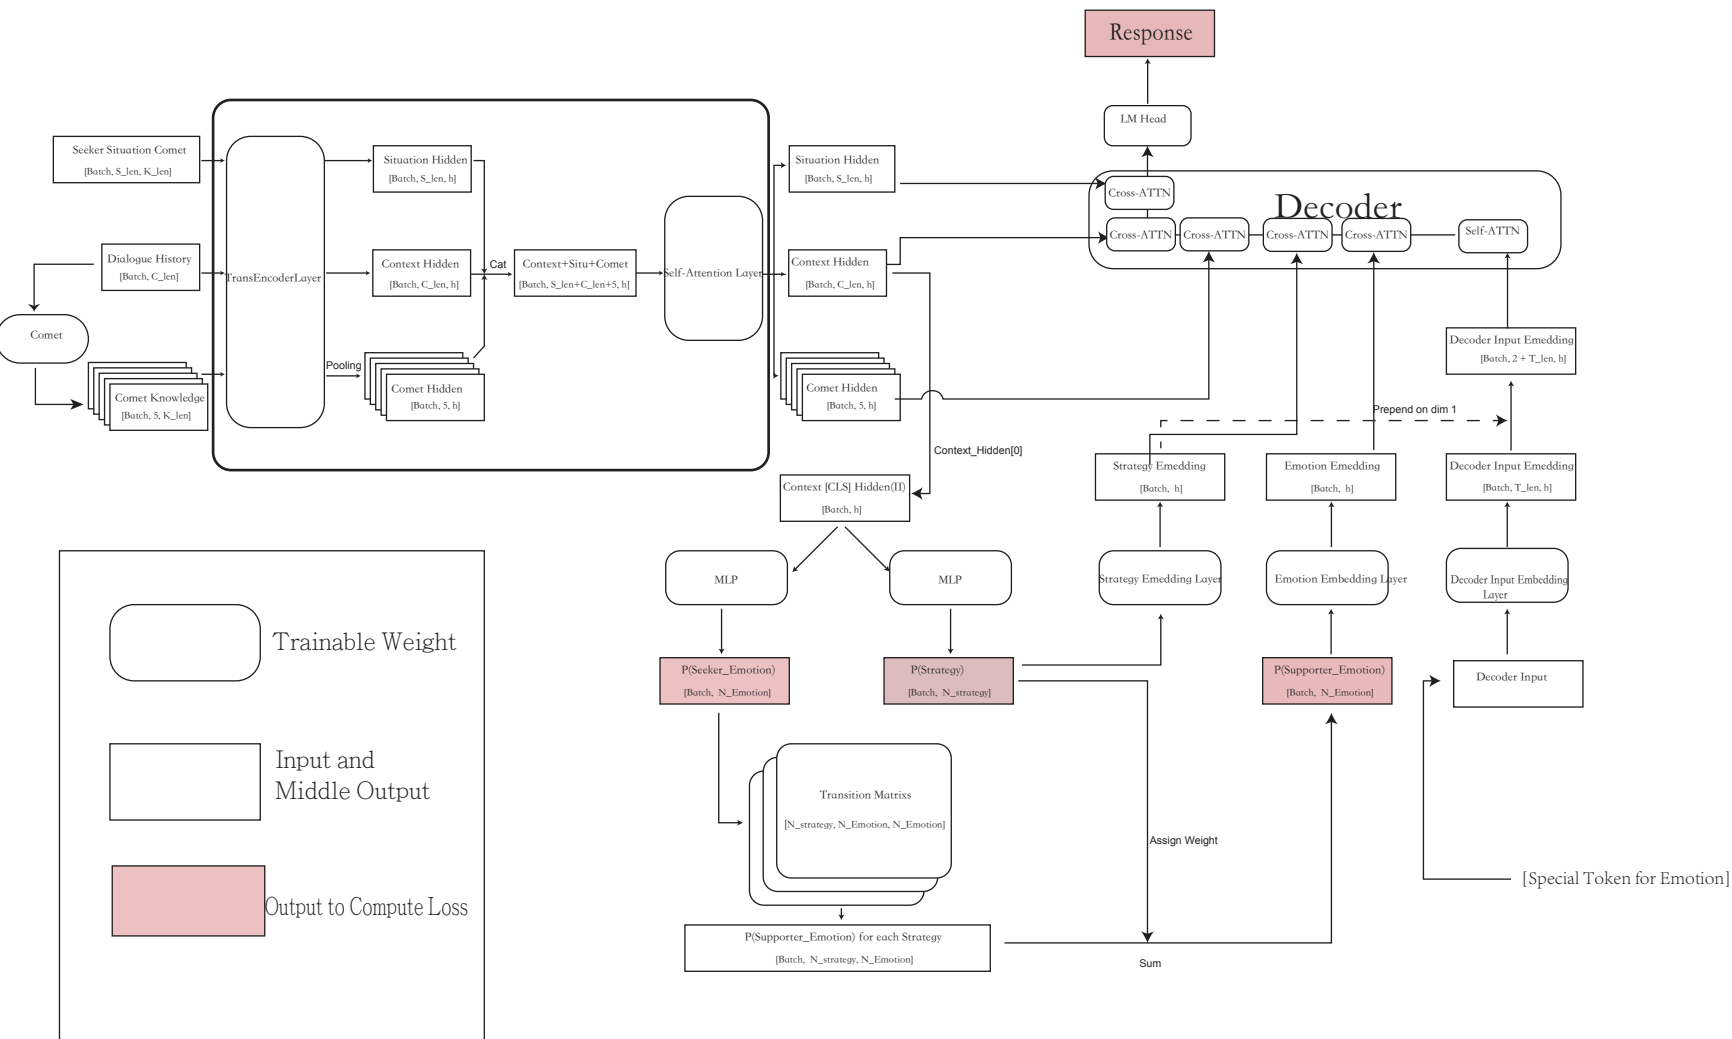 Response
LM Head
Decoder
Cross-ATTN
Cross-ATTN
Cross-ATTN
Cross-ATTN
Cross-ATTN
Self-ATTN
Seeker Situation Comet
[Batch, S_len, K_len]
Dialogue History
[Batch, C_len]
Comet
Comet Knowledge
[Batch, 5, K_len]
TransEncoderLayer
Situation Hidden
[Batch, S_len, h]
Context Hidden
[Batch, C_len, h]
Pooling
Comet Hidden
[Batch, 5, h]
Cat
Context+Situ+Comet
[Batch, S_len+C_len+5, h]
Self-Attention Layer
Situation Hidden
[Batch, S_len, h]
Context Hidden
[Batch, C_len, h]
Comet Hidden
[Batch, 5, h]
Context_Hidden[0]
Context [CLS] Hidden(II)
[Batch, h]
MLP
MLP
P(Seeker_Emotion)
[Batch, N_Emotion]
P(Strategy)
[Batch, N_strategy]
Transition Matrixs
[N_strategy, N_Emotion, N_Emotion]
P(Supporter_Emotion) for each Strategy
[Batch, N_strategy, N_Emotion]
Assign Weight
Sum
Strategy Emedding
[Batch, h]
Strategy Emedding Layer
Emotion Emedding
[Batch, h]
Emotion Embedding Layer
P(Supporter_Emotion)
[Batch, N_Emotion]
Decoder Input Emedding
[Batch, 2 + T_len, h]
Prepend on dim 1
Decoder Input Emedding
[Batch, T_len, h]
Decoder Input Embedding
Layer
Decoder Input
[Special Token for Emotion]
Trainable Weight
Input and
Middle Output
Output to Compute Loss